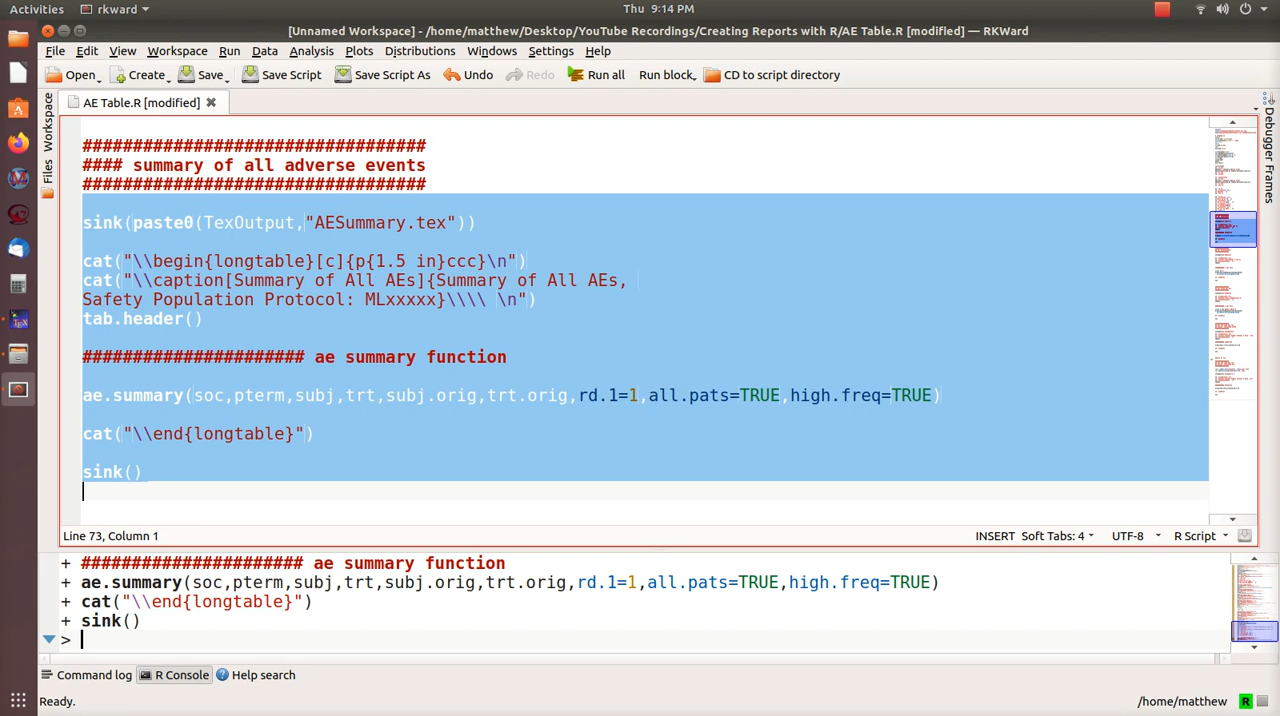 Activities rkward Thu 9:14 PM
[Unnamed Workspace] - /home/matthew/Desktop/YouTube Recordings/Creating Reports with R/AE Table.R [modified] — RKWard
File Edit View Workspace Run Data Analysis Plots Distributions Windows Settings Help
Open Create Save Save Script Save Script As Undo Redo Run all Run block CD to script directory
AE Table.R [modified]
Files Workspace
Debugger Frames
##################################
#### summary of all adverse events
##################################
sink(paste0(TexOutput,"AESummary.tex"))
cat("\\begin{longtable}[c]{p{1.5 in}ccc}\n")
cat("\\caption[Summary of All AEs]{Summary of All AEs,
Safety Population Protocol: MLxxxxx}\\\\ \n")
tab.header()
###################### ae summary function
ae.summary(soc,pterm,subj,trt,subj.orig,trt.orig,rd.1=1,all.pats=TRUE,high.freq=TRUE)
cat("\\end{longtable}")
sink()
Line 73, Column 1 INSERT Soft Tabs: 4 UTF-8 R Script
###################### ae summary function
+ ae.summary(soc,pterm,subj,trt,subj.orig,trt.orig,rd.1=1,all.pats=TRUE,high.freq=TRUE)
+ cat("\\end{longtable}")
+ sink()
>
Command log R Console Help search
Ready. /home/matthew R